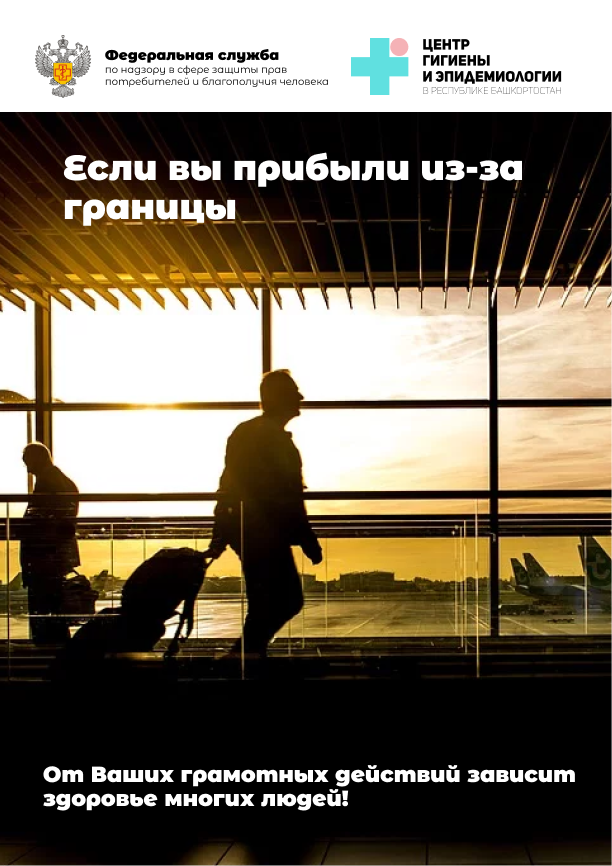 Федеральная служба
по надзору в сфере защиты прав
потребителей и благополучия человека
ЦЕНТР
ГИГИЕНЫ
И ЭПИДЕМИОЛОГИИ
В РЕСПУБЛИКЕ БАШКОРТОСТАН
Если вы прибыли из-за
границы
От Ваших грамотных действий зависит
здоровье многих людей!